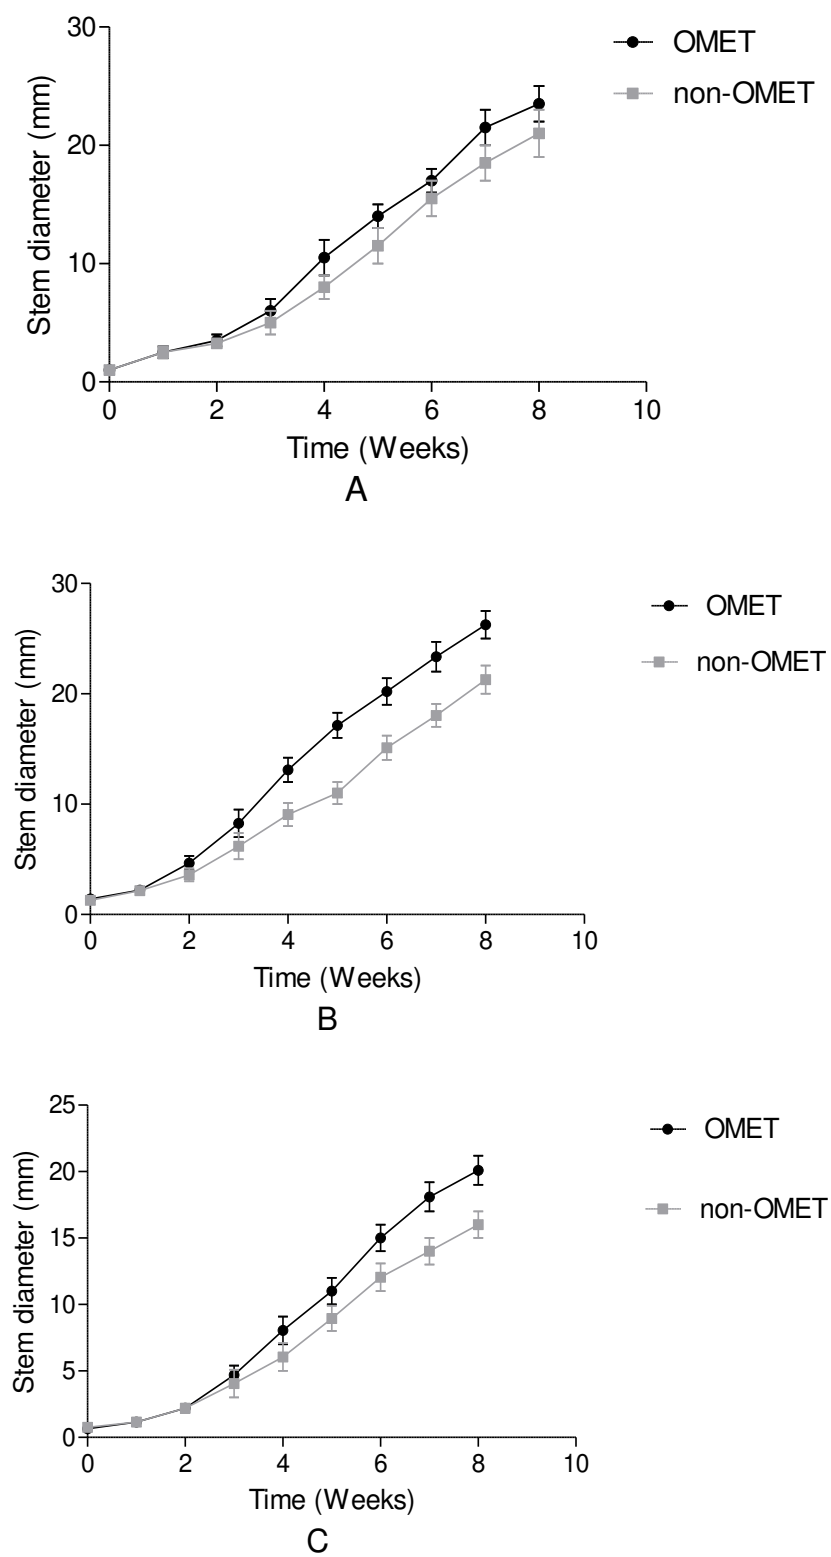 30
20
10
0
Stem diameter (mm)
0 2 4 6 8 10
Time (Weeks)
OMET
non-OMET
A
30
20
10
0
Stem diameter (mm)
0 2 4 6 8 10
Time (Weeks)
OMET
non-OMET
B
25
20
15
10
5
0
Stem diameter (mm)
0 2 4 6 8 10
Time (Weeks)
OMET
non-OMET
C